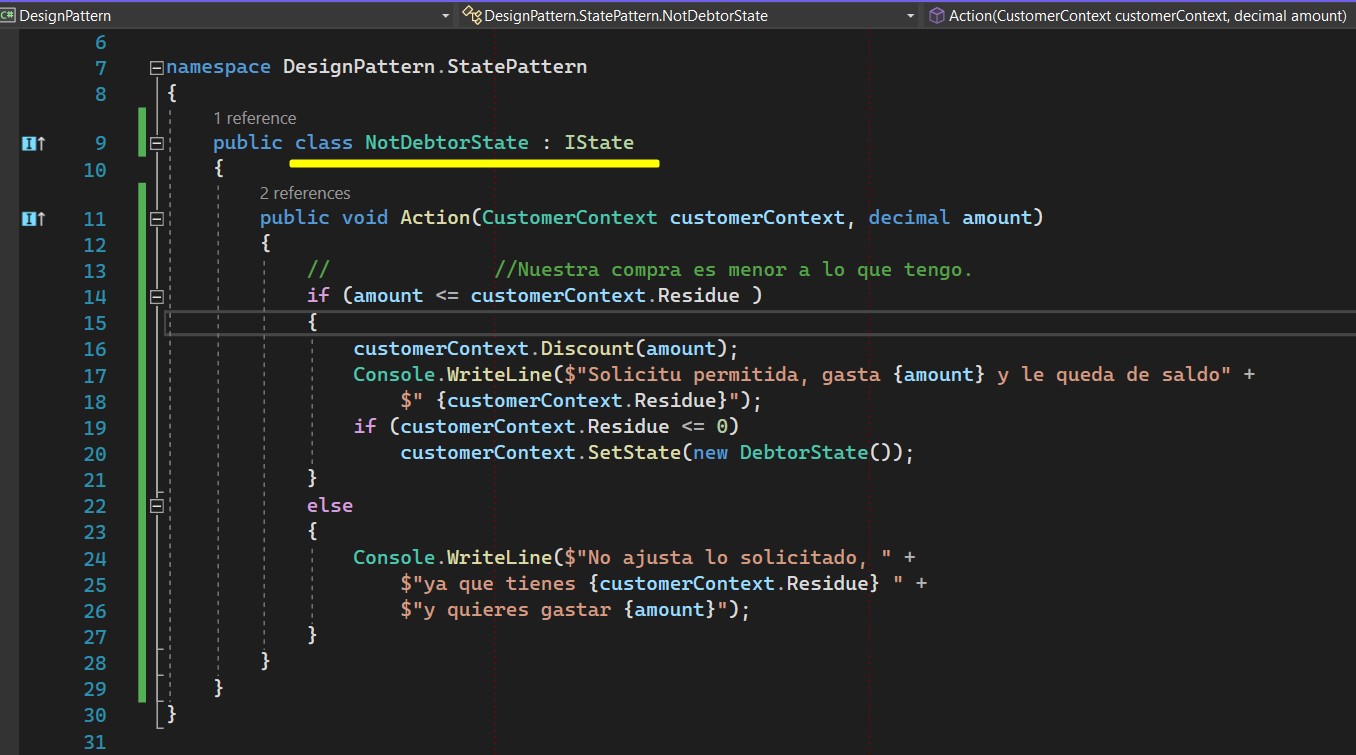 C# DesignPattern DesignPattern.StatePattern.NotDebtorState Action(CustomerContext customerContext, decimal amount)
6
7 namespace DesignPattern.StatePattern
8 {
1 reference
9 public class NotDebtorState : IState
10 {
2 references
11 public void Action(CustomerContext customerContext, decimal amount)
12 {
13 // //Nuestra compra es menor a lo que tengo.
14 if (amount <= customerContext.Residue )
15 {
16 customerContext.Discount(amount);
17 Console.WriteLine($"Solicitu permitida, gasta {amount} y le queda de saldo" +
18 $" {customerContext.Residue}");
19 if (customerContext.Residue <= 0)
20 customerContext.SetState(new DebtorState());
21 }
22 else
23 {
24 Console.WriteLine($"No ajusta lo solicitado, " +
25 $"ya que tienes {customerContext.Residue} " +
26 $"y quieres gastar {amount}");
27 }
28 }
29 }
30 }
31